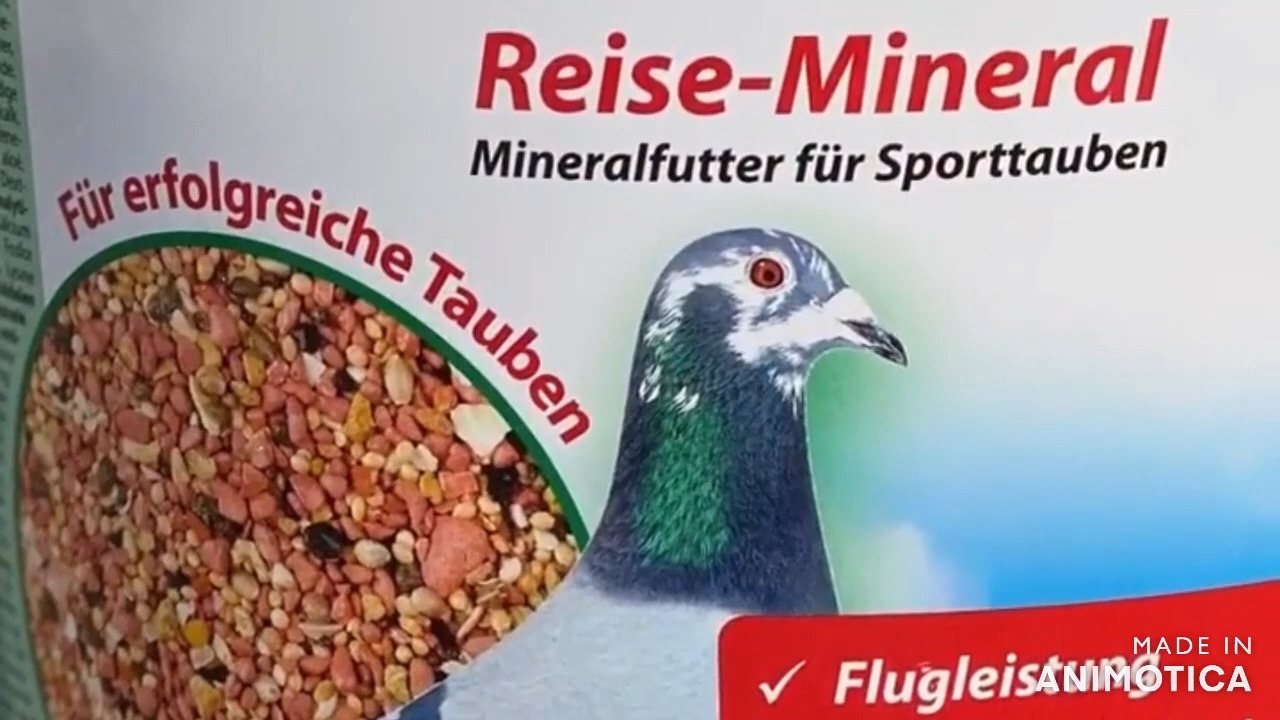 Reise-Mineral
Mineralfutter für Sporttauben
Für erfolgreiche Tauben
✓ Flugleistung
MADE IN
ANIMOTICA